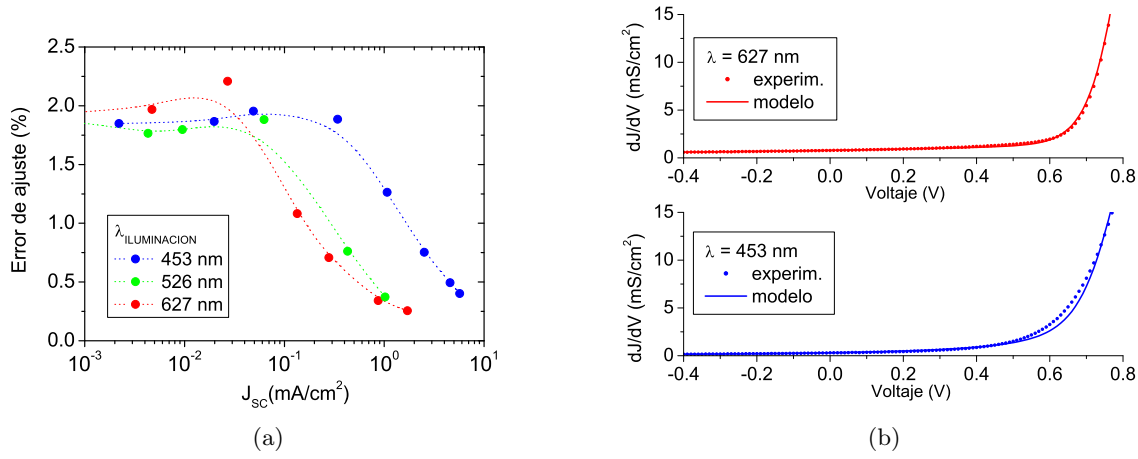 2.5
2.0
1.5
1.0
0.5
0.0
Error de ajuste (%)
λILUMINACION
453 nm
526 nm
627 nm
10⁻³ 10⁻² 10⁻¹ 10⁰ 10¹
JSC(mA/cm²)
(a)
15
10
5
0
dJ/dV (mS/cm²)
λ = 627 nm
experim.
modelo
-0.4 -0.2 0.0 0.2 0.4 0.6 0.8
Voltaje (V)
15
10
5
0
dJ/dV (mS/cm²)
λ = 453 nm
experim.
modelo
-0.4 -0.2 0.0 0.2 0.4 0.6 0.8
Voltaje (V)
(b)